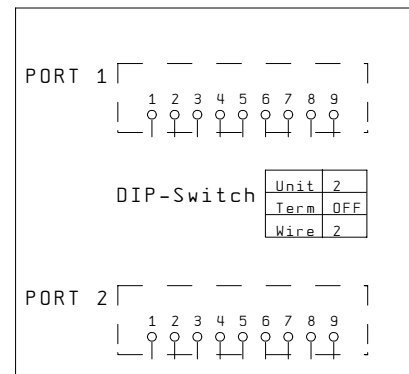 PORT 1
1 2 3 4 5 6 7 8 9
DIP-Switch
Unit 2
Term OFF
Wire 2
PORT 2
1 2 3 4 5 6 7 8 9